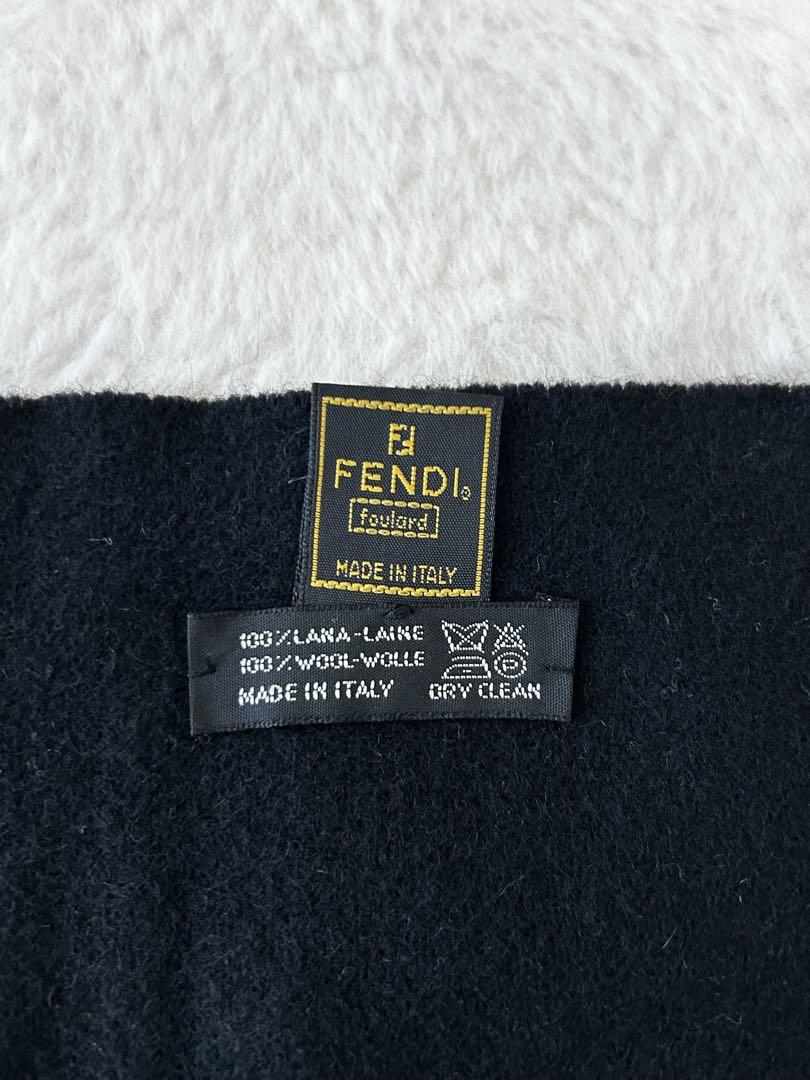 FENDI®
foulard
MADE IN ITALY
100% LANA-LAINE
100% WOOL-WOLLE
MADE IN ITALY DRY CLEAN
P